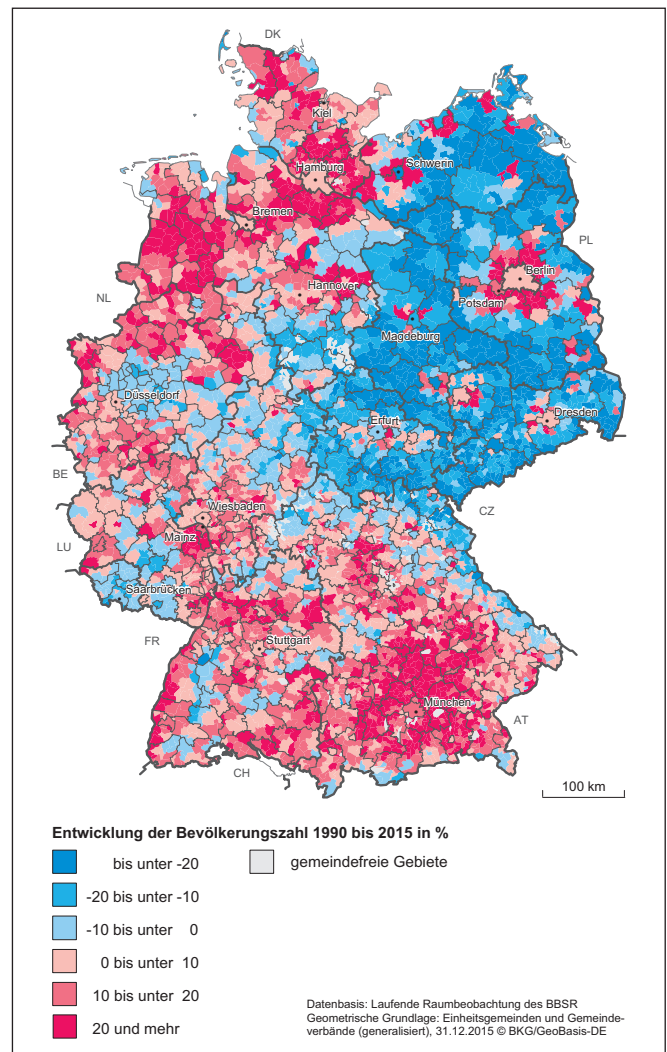 DK
Kiel
Hamburg
Schwerin
Bremen
PL
Berlin
NL
Hannover
Potsdam
Magdeburg
Düsseldorf
Erfurt
Dresden
BE
Wiesbaden
CZ
LU
Mainz
Saarbrücken
FR
Stuttgart
München
AT
CH
100 km
Entwicklung der Bevölkerungszahl 1990 bis 2015 in %
bis unter -20
gemeindefreie Gebiete
-20 bis unter -10
-10 bis unter 0
0 bis unter 10
10 bis unter 20
20 und mehr
Datenbasis: Laufende Raumbeobachtung des BBSR
Geometrische Grundlage: Einheitsgemeinden und Gemeinde-
verbände (generalisiert), 31.12.2015 © BKG/GeoBasis-DE